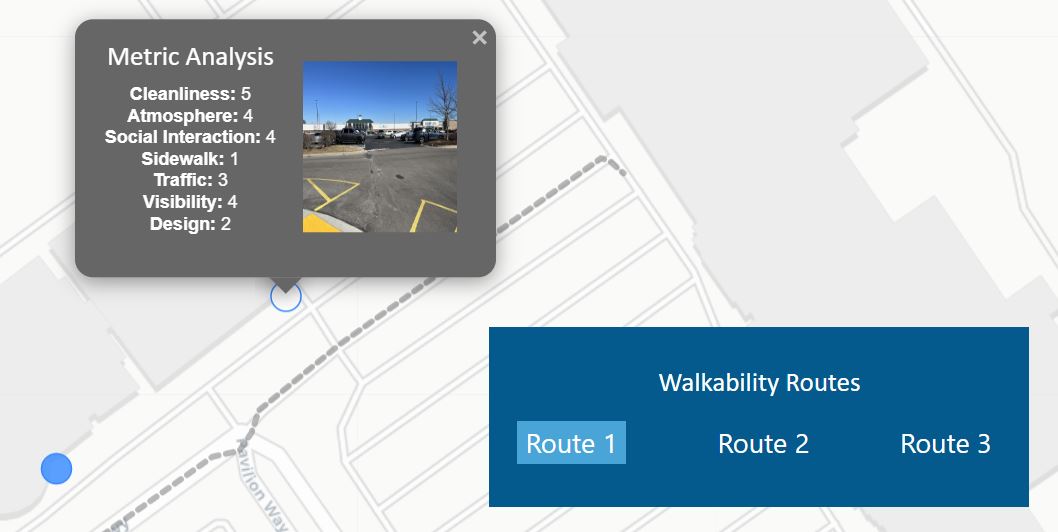 Metric Analysis
Cleanliness: 5
Atmosphere: 4
Social Interaction: 4
Sidewalk: 1
Traffic: 3
Visibility: 4
Design: 2
Walkability Routes
Route 1 Route 2 Route 3
Pavilion Way